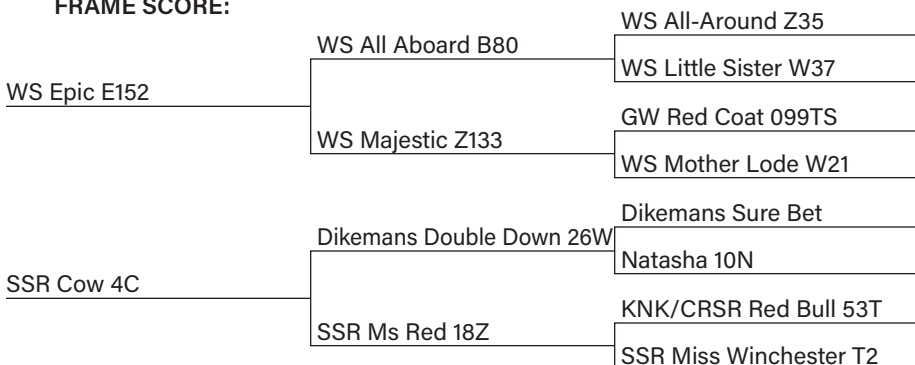 FRAME SCORE:
WS All-Around Z35
WS All Aboard B80
WS Little Sister W37
WS Epic E152
GW Red Coat 099TS
WS Majestic Z133
WS Mother Lode W21
Dikemans Sure Bet
Dikemans Double Down 26W
Natasha 10N
SSR Cow 4C
KNK/CRSR Red Bull 53T
SSR Ms Red 18Z
SSR Miss Winchester T2